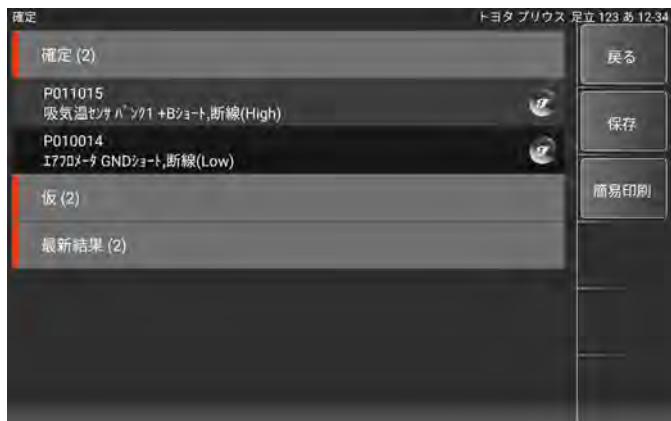 確定
トヨタ プリウス 足立 123 あ 12-34
確定 (2)
戻る
P011015
吸気温ｾﾝｻ ﾊﾞﾝｸ1 +Bｼｮｰﾄ,断線(High)
保存
P010014
ｴｱﾌﾛﾒｰﾀ GNDｼｮｰﾄ,断線(Low)
仮 (2)
簡易印刷
最新結果 (2)